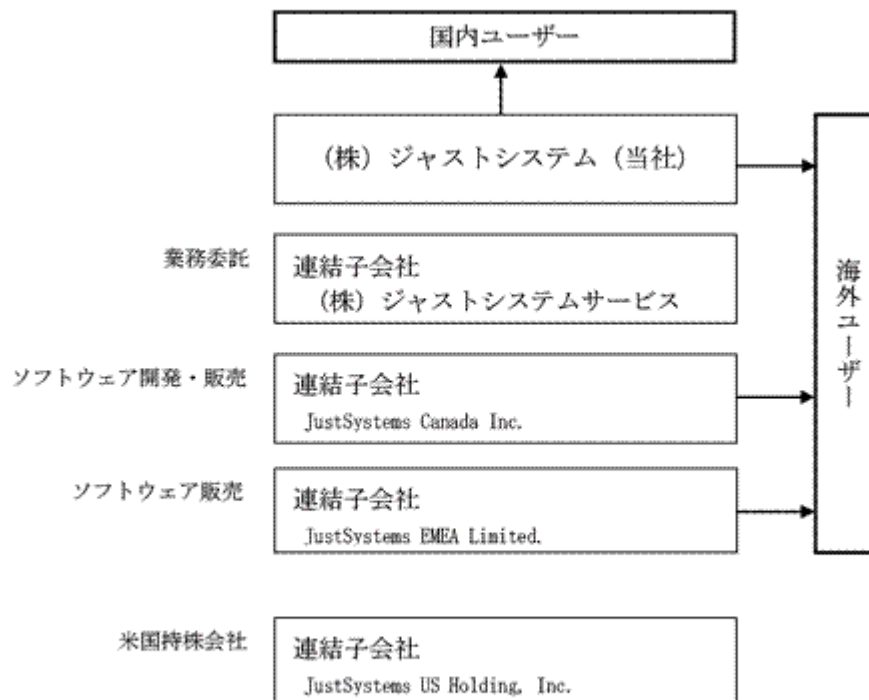 国内ユーザー
(株)ジャストシステム(当社)
業務委託
連結子会社
(株)ジャストシステムサービス
ソフトウェア開発・販売
連結子会社
JustSystems Canada Inc.
ソフトウェア販売
連結子会社
JustSystems EMEA Limited.
米国持株会社
連結子会社
JustSystems US Holding, Inc.
海外ユーザー